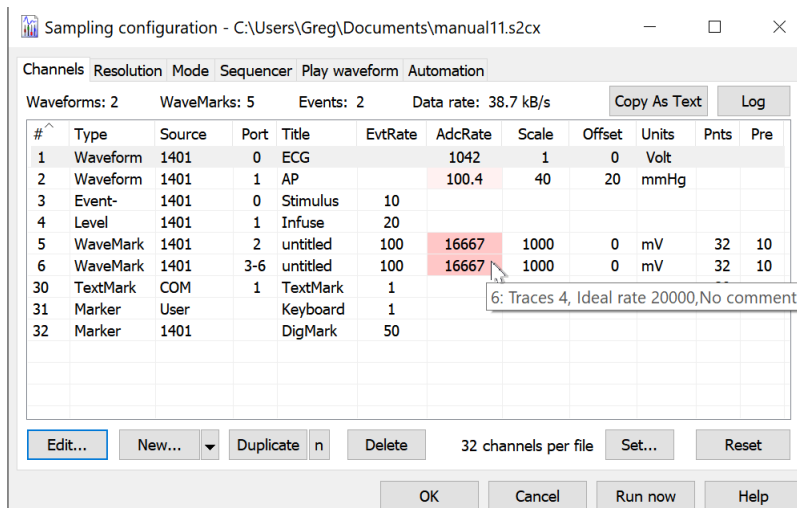 Sampling configuration - C:\Users\Greg\Documents\manual11.s2cx
Channels Resolution Mode Sequencer Play waveform Automation
Waveforms: 2 WaveMarks: 5 Events: 2 Data rate: 38.7 kB/s Copy As Text Log
# Type Source Port Title EvtRate AdcRate Scale Offset Units Pnts Pre
1 Waveform 1401 0 ECG 1042 1 0 Volt
2 Waveform 1401 1 AP 100.4 40 20 mmHg
3 Event- 1401 0 Stimulus 10
4 Level 1401 1 Infuse 20
5 WaveMark 1401 2 untitled 100 16667 1000 0 mV 32 10
6 WaveMark 1401 3-6 untitled 100 16667 1000 0 mV 32 10
30 TextMark COM 1 TextMark 1
6: Traces 4, Ideal rate 20000,No comment
31 Marker User Keyboard 1
32 Marker 1401 DigMark 50
Edit... New... Duplicate n Delete 32 channels per file Set... Reset
OK Cancel Run now Help